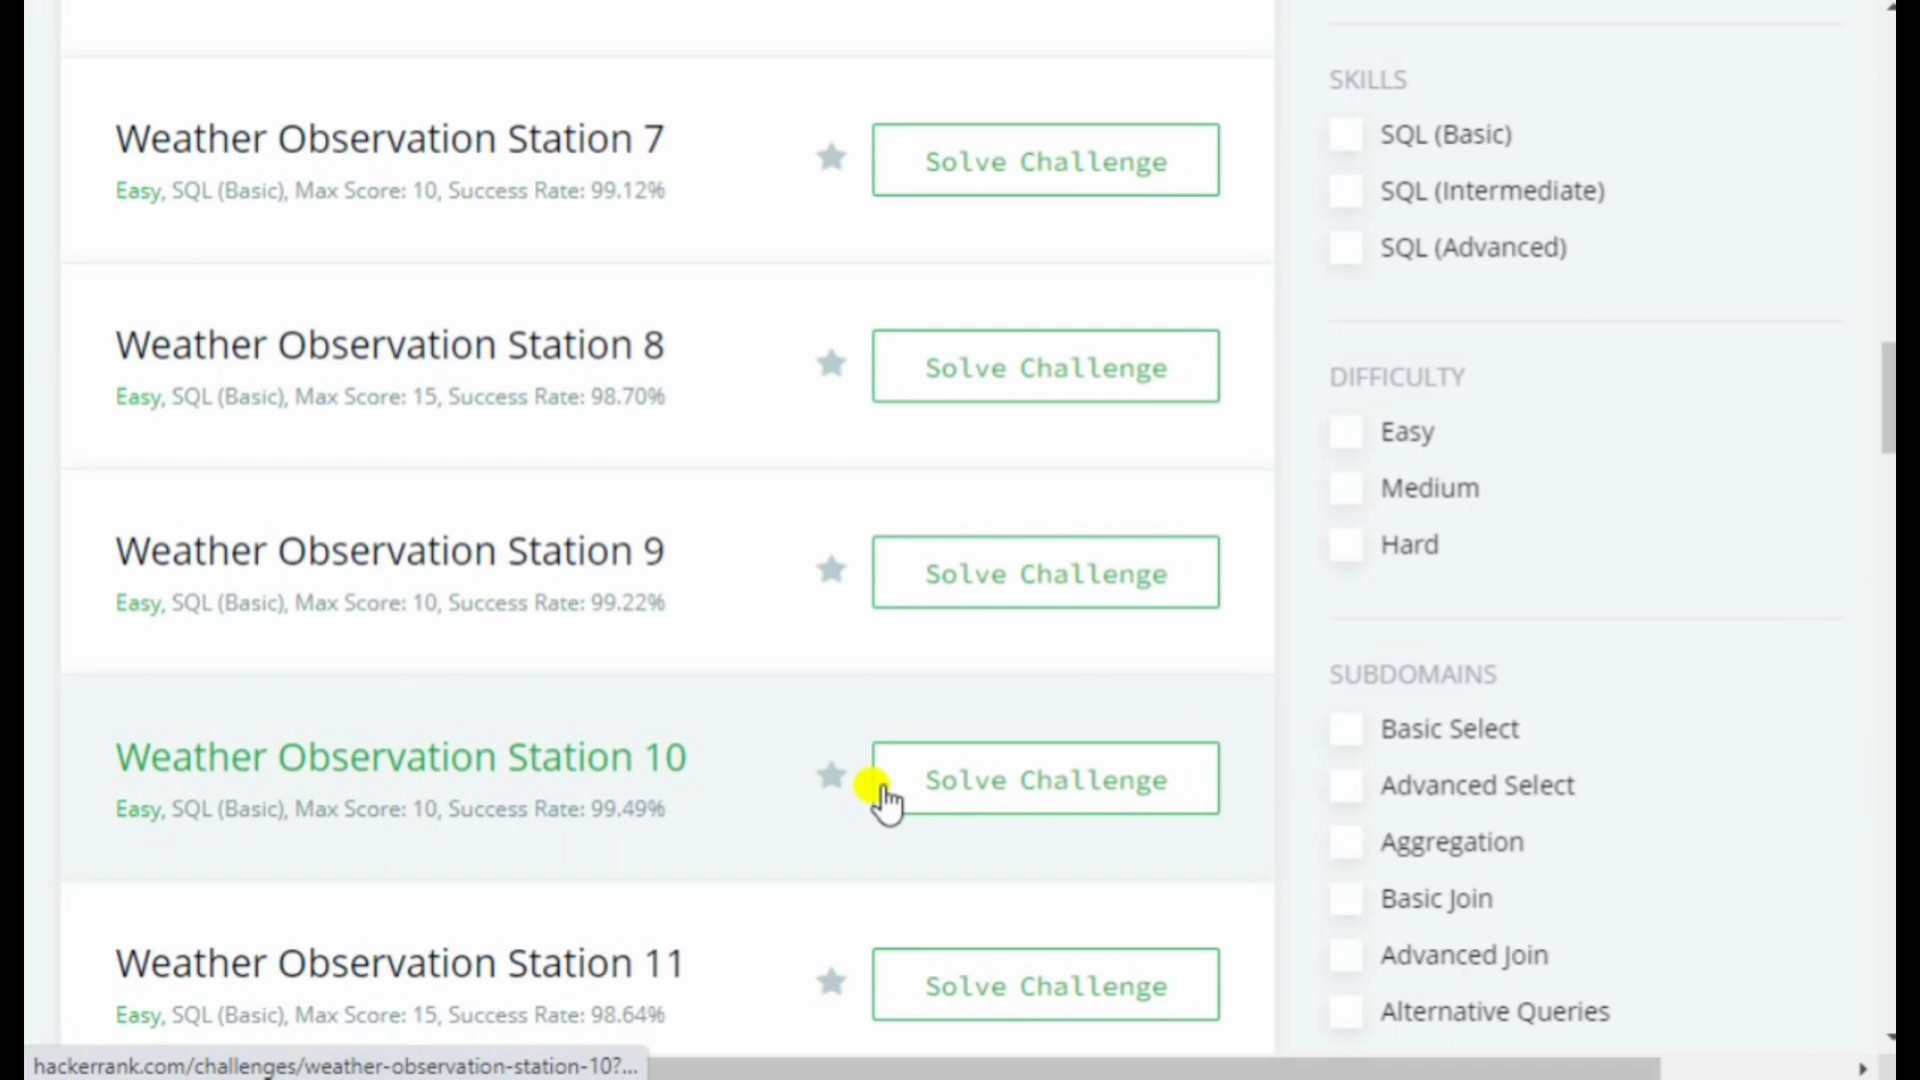 Weather Observation Station 7
Easy, SQL (Basic), Max Score: 10, Success Rate: 99.12%
Solve Challenge
Weather Observation Station 8
Easy, SQL (Basic), Max Score: 15, Success Rate: 98.70%
Solve Challenge
Weather Observation Station 9
Easy, SQL (Basic), Max Score: 10, Success Rate: 99.22%
Solve Challenge
Weather Observation Station 10
Easy, SQL (Basic), Max Score: 10, Success Rate: 99.49%
Solve Challenge
Weather Observation Station 11
Easy, SQL (Basic), Max Score: 15, Success Rate: 98.64%
Solve Challenge
SKILLS
SQL (Basic)
SQL (Intermediate)
SQL (Advanced)
DIFFICULTY
Easy
Medium
Hard
SUBDOMAINS
Basic Select
Advanced Select
Aggregation
Basic Join
Advanced Join
Alternative Queries
hackerrank.com/challenges/weather-observation-station-10?...